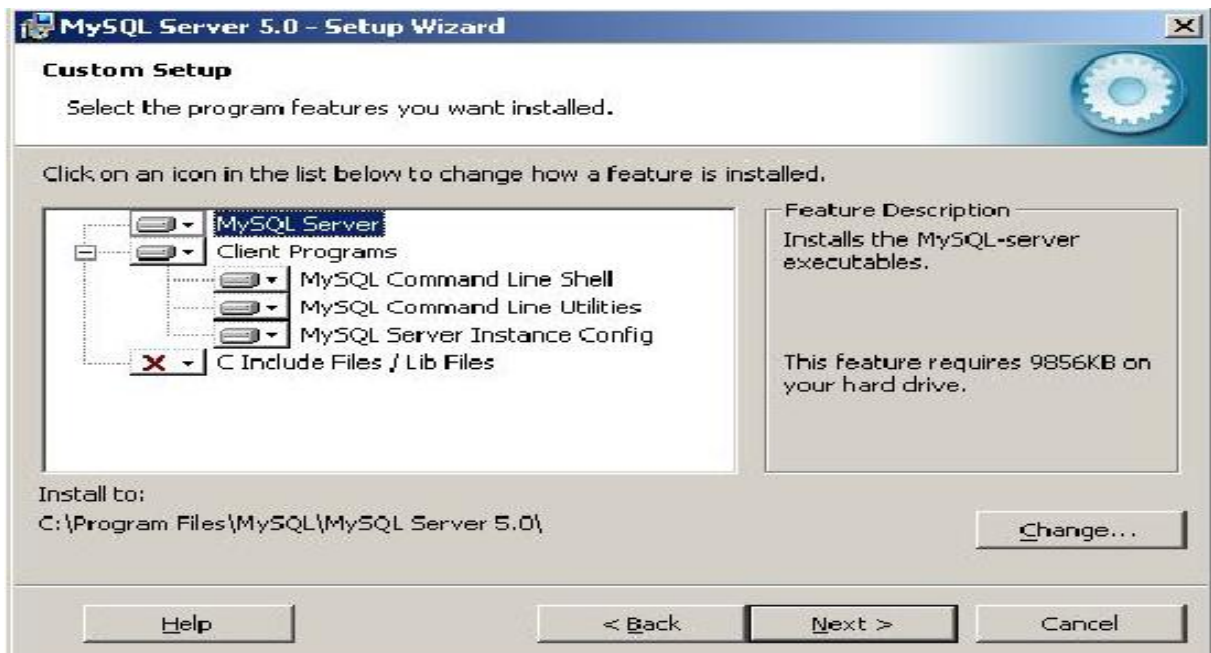 MySQL Server 5.0 - Setup Wizard
Custom Setup
Select the program features you want installed.
Click on an icon in the list below to change how a feature is installed.
MySQL Server
Client Programs
MySQL Command Line Shell
MySQL Command Line Utilities
MySQL Server Instance Config
C Include Files / Lib Files
Feature Description
Installs the MySQL-server
executables.
This feature requires 9856KB on
your hard drive.
Install to:
C:\Program Files\MySQL\MySQL Server 5.0\
Change...
Help
< Back
Next >
Cancel